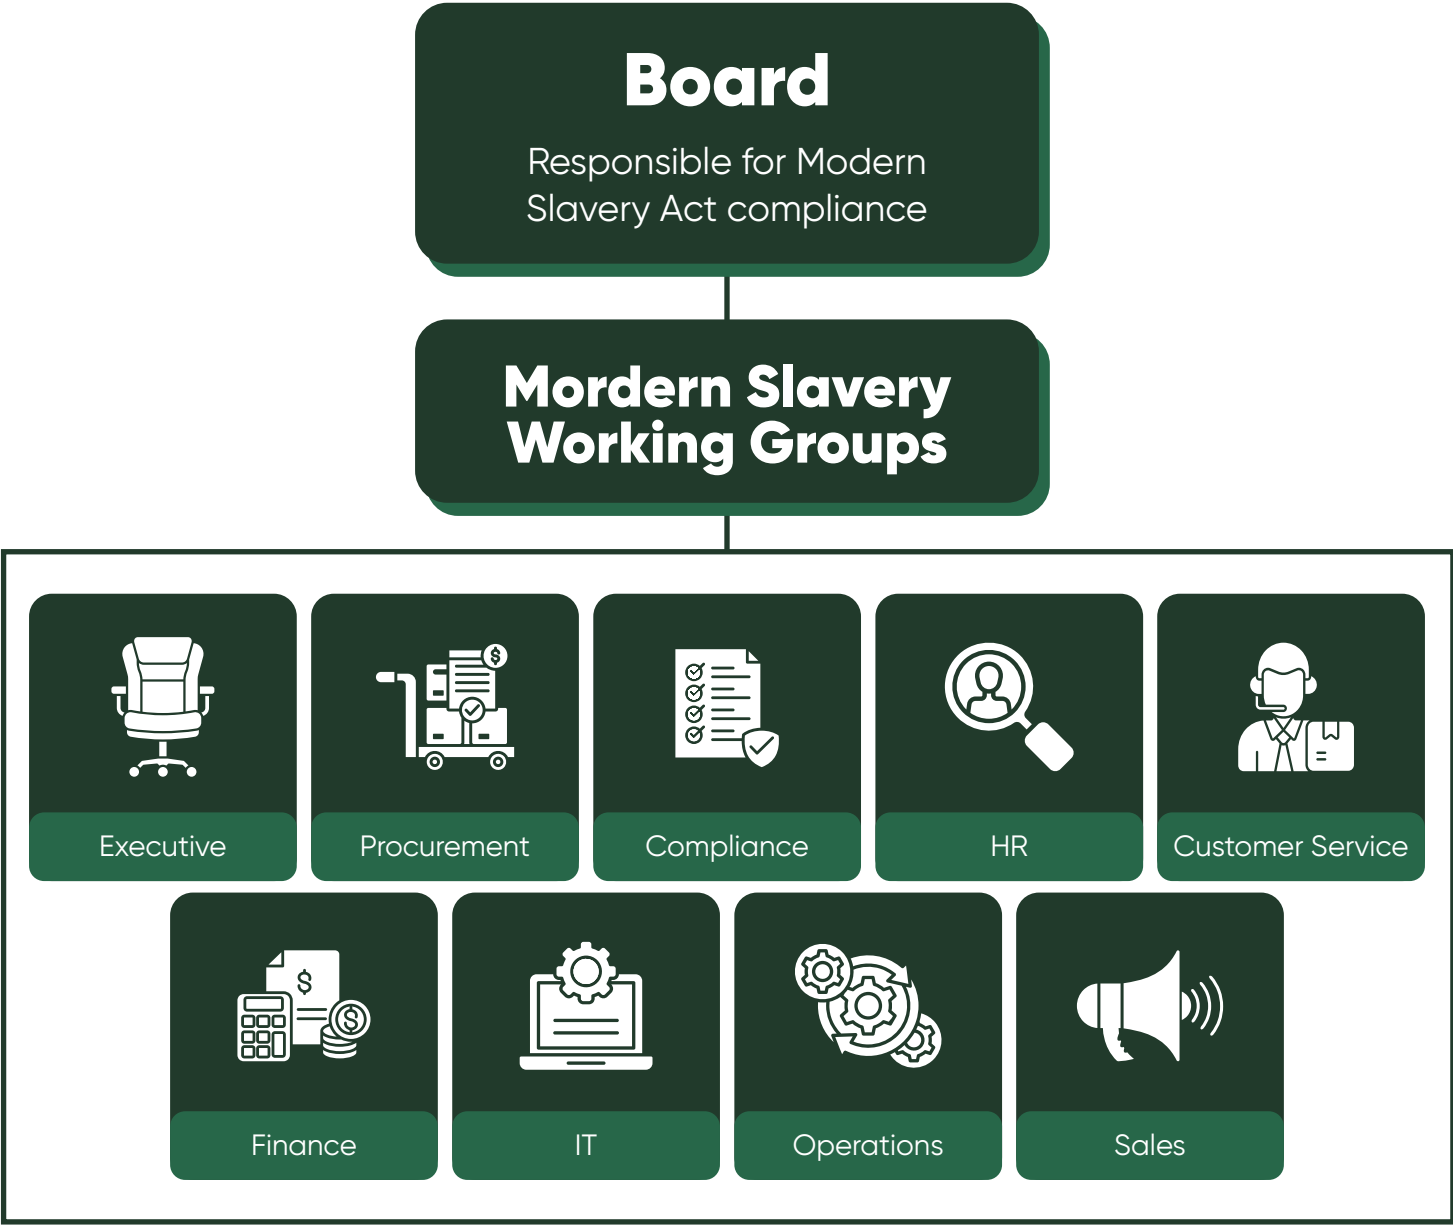 Board
Responsible for Modern
Slavery Act compliance
Mordern Slavery
Working Groups
Executive
Procurement
Compliance
HR
Customer Service
Finance
IT
Operations
Sales